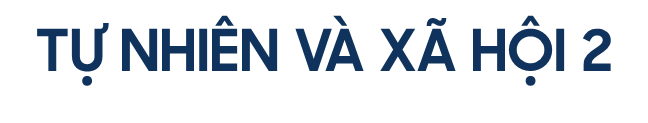 TỰ NHIÊN VÀ XÃ HỘI 2